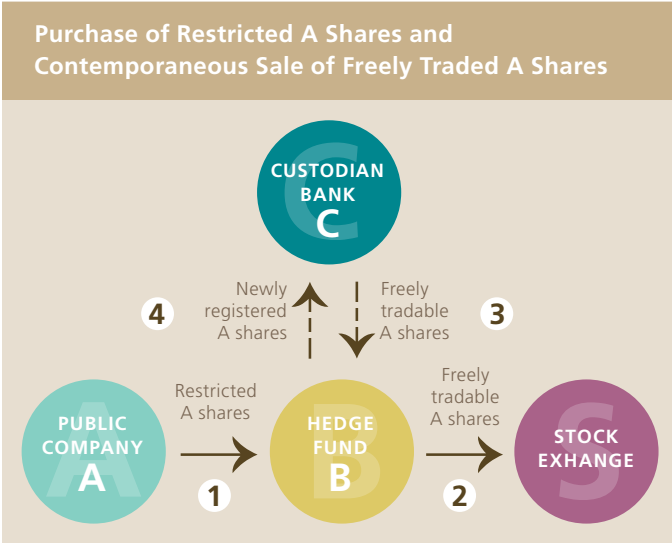 Purchase of Restricted A Shares and
Contemporaneous Sale of Freely Traded A Shares
C
CUSTODIAN
BANK
C
4
Newly
registered
A shares
Freely
tradable
A shares
3
A
PUBLIC
COMPANY
A
Restricted
A shares
1
B
HEDGE
FUND
B
Freely
tradable
A shares
2
S
STOCK
EXHANGE